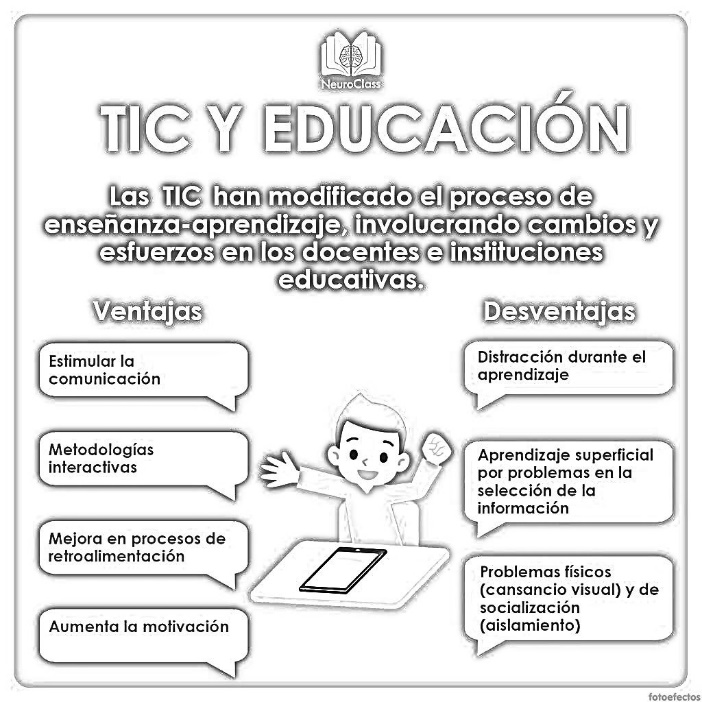 NeuroClass
TIC Y EDUCACIÓN
Las TIC han modificado el proceso de
enseñanza-aprendizaje, involucrando cambios y
esfuerzos en los docentes e instituciones
educativas.
Ventajas
Estimular la
comunicación
Metodologías
interactivas
Mejora en procesos de
retroalimentación
Aumenta la motivación
Desventajas
Distracción durante el
aprendizaje
Aprendizaje superficial
por problemas en la
selección de la
información
Problemas físicos
(cansancio visual) y de
socialización
(aislamiento)
fotoefectos